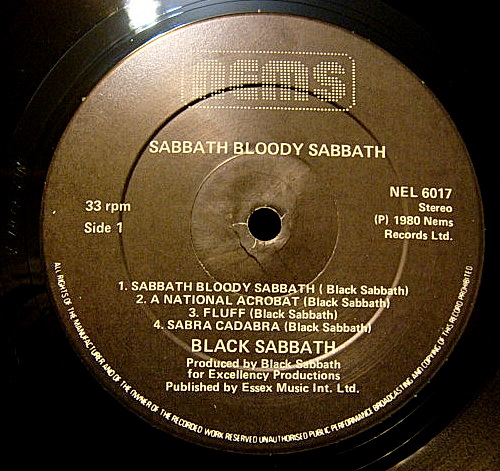 nems
SABBATH BLOODY SABBATH
33 rpm
Side 1
NEL 6017
Stereo
(P) 1980 Nems
Records Ltd.
1. SABBATH BLOODY SABBATH ( Black Sabbath)
2. A NATIONAL ACROBAT (Black Sabbath)
3. FLUFF (Black Sabbath)
4. SABRA CADABRA (Black Sabbath)
BLACK SABBATH
Produced by Black Sabbath
for Excellency Productions
Published by Essex Music Int. Ltd.
ALL RIGHTS OF THE MANUFACTURER AND OF THE OWNER OF THE RECORDED WORK RESERVED UNAUTHORISED PUBLIC PERFORMANCE BROADCASTING AND COPYING OF THIS RECORD PROHIBITED